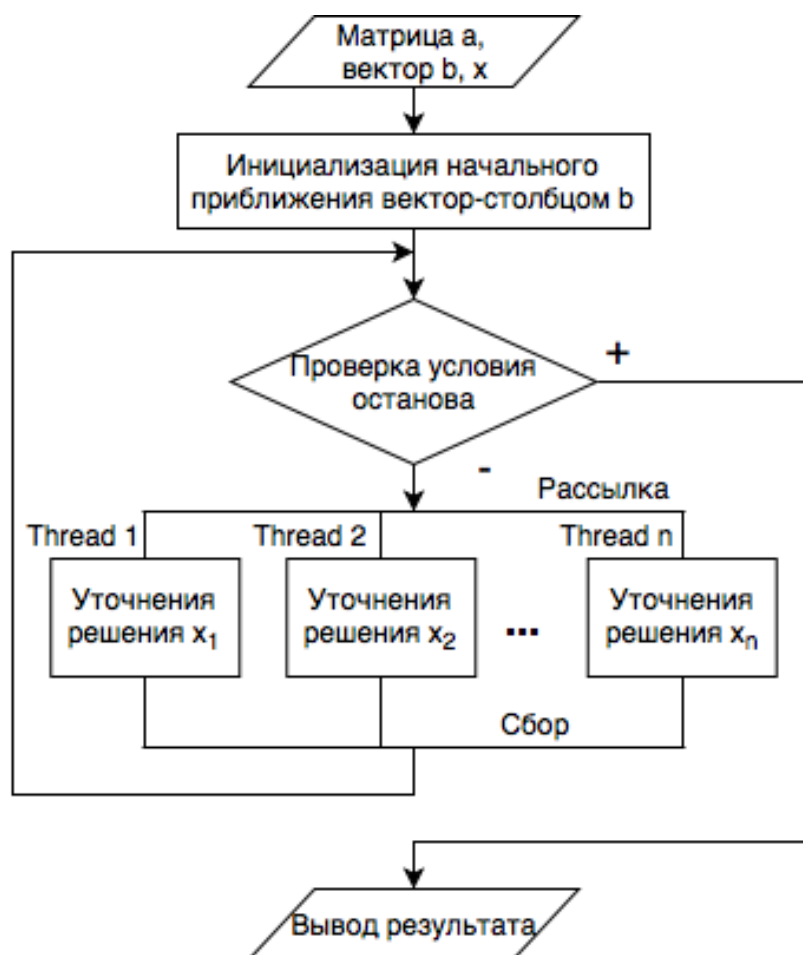 Матрица a,
вектор b, x
Инициализация начального
приближения вектор-столбцом b
Проверка условия
останова
+
-
Рассылка
Thread 1
Thread 2
Thread n
Уточнения
решения x₁
Уточнения
решения x₂
...
Уточнения
решения xₙ
Сбор
Вывод результата